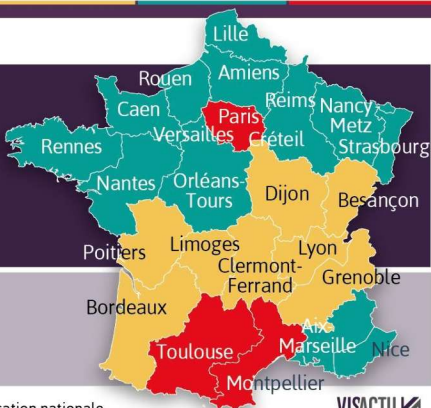 Lille
Amiens
Rouen
Reims
Nancy
Metz
Caen
Paris
Versailles
Créteil
Strasbourg
Rennes
Nantes
Orléans-
Tours
Dijon
Besançon
Poitiers
Limoges
Lyon
Clermont-
Ferrand
Grenoble
Bordeaux
Aix-
Marseille
Nice
Toulouse
Montpellier
nationale
VISACTU